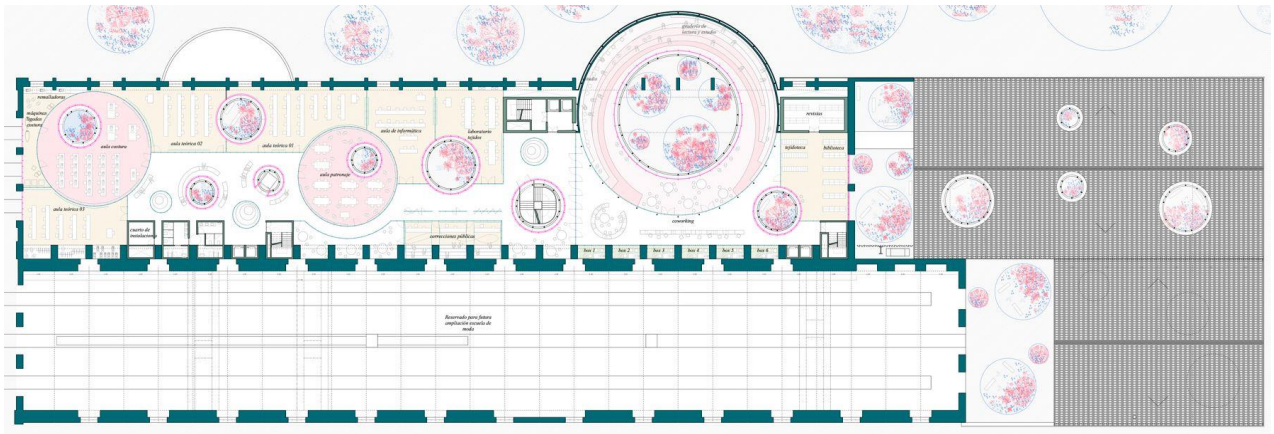 remalladoras
máquinas
ligadas
costura
aula costura
aula teórica 02
aula teórica 01
aula de informática
laboratorio
tejidos
aula patronaje
aula teórica 03
cuarto de
instalaciones
correcciones públicas
galería de
lectura y estudio
revistas
tejidoteca
biblioteca
coworking
box 1
box 2
box 3
box 4
box 5
box 6
Reservado para futura
ampliación escuela de
moda